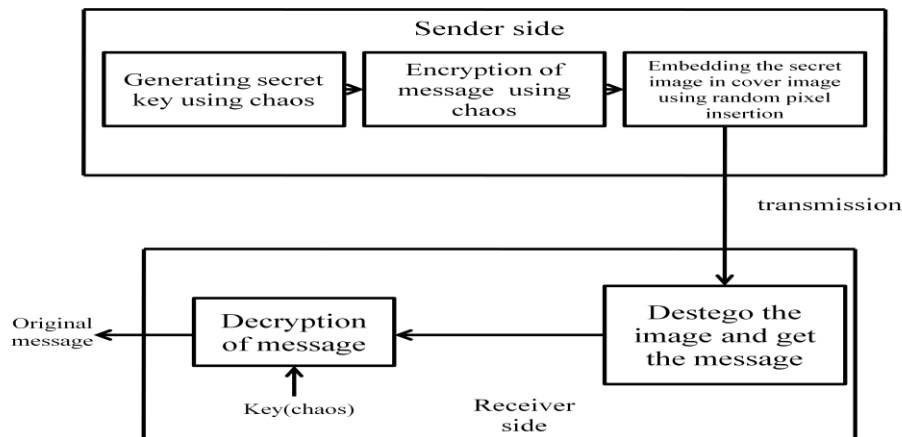 Sender side
Generating secret
key using chaos
Encryption of
message using
chaos
Embedding the secret
image in cover image
using random pixel
insertion
transmission
Destego the
image and get
the message
Decryption
of message
Original
message
Key(chaos)
Receiver
side